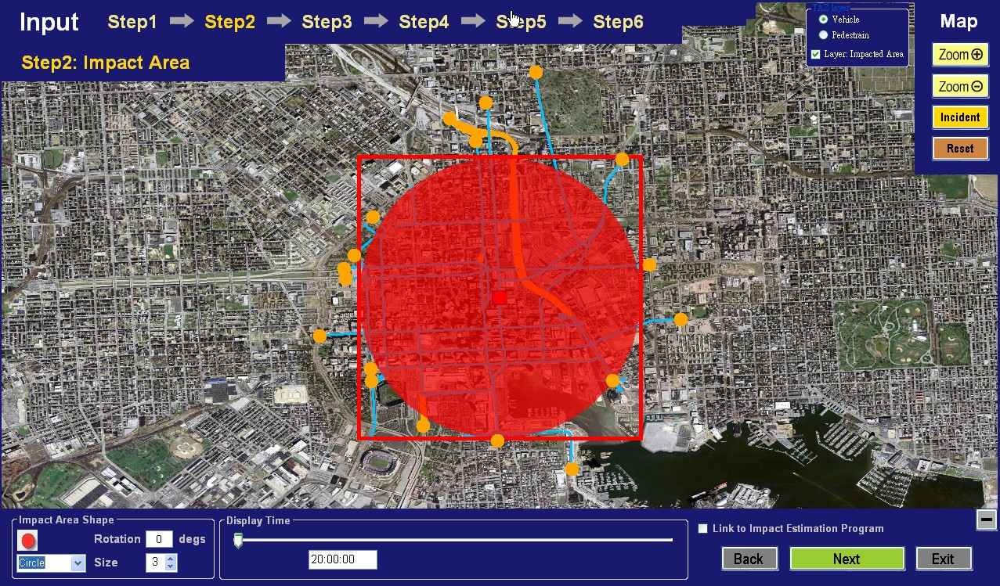 Input
Step1 Step2 Step3 Step4 Step5 Step6
Step2: Impact Area
TAZ layer
Vehicle
Pedestrain
Layer: Impacted Area
Map
Zoom
Zoom
Incident
Reset
Impact Area Shape
Rotation 0 degs
Circle Size 3
Display Time
20:00:00
Link to Impact Estimation Program
Back Next Exit